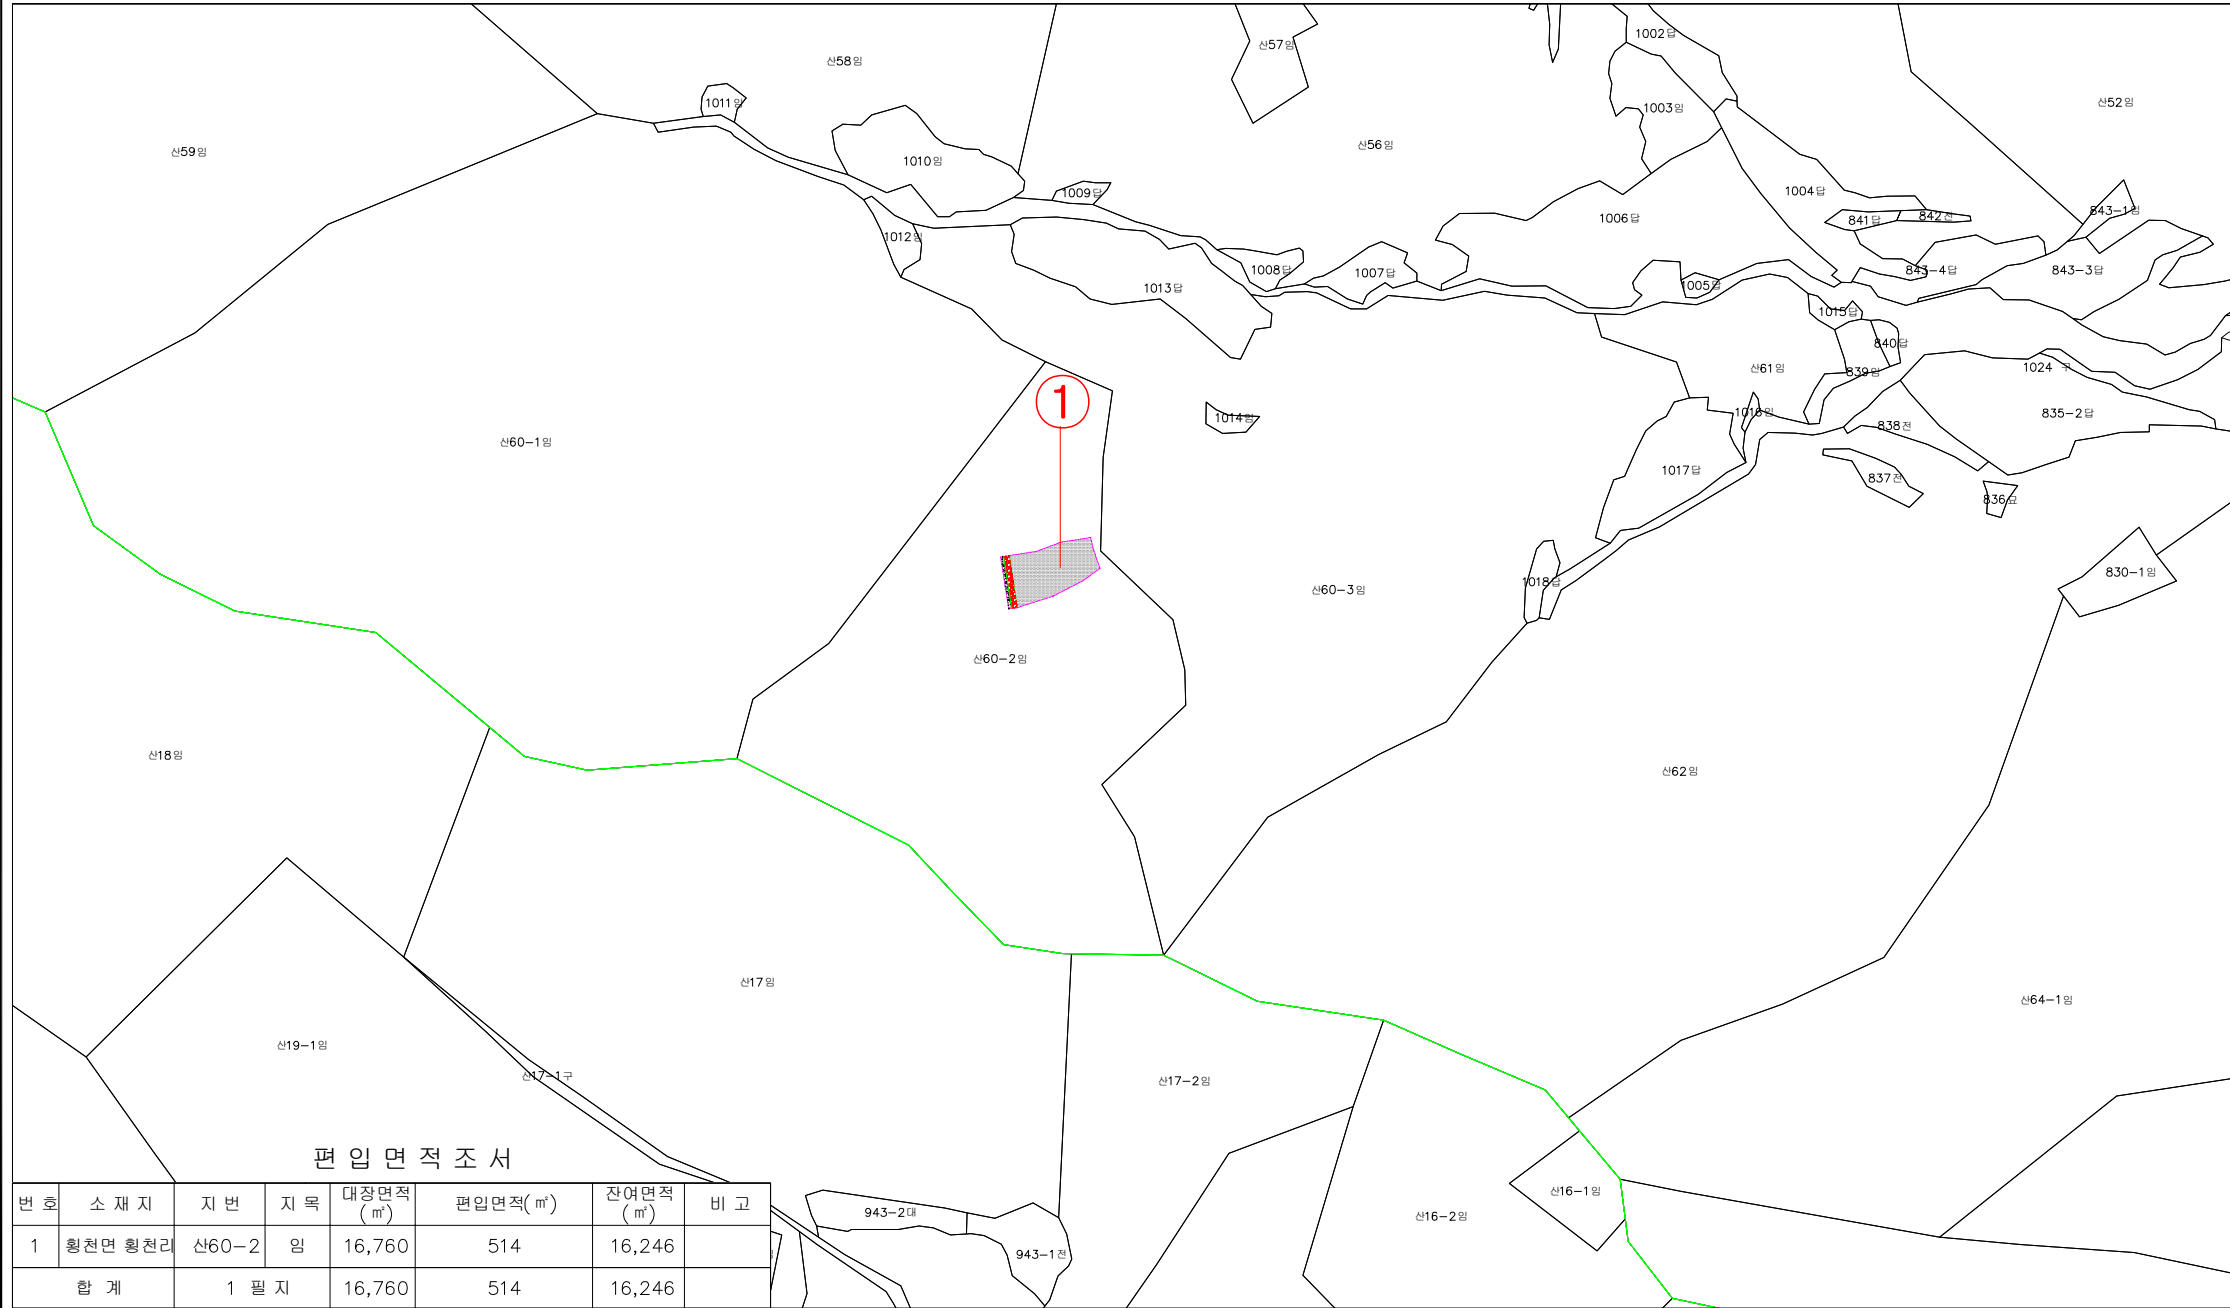 산57임
1002답
산58임
산52임
1011임
1003임
산56임
산59임
1010임
1004답
1009답
843-1임
1006답
841답
842전
1012임
1008답
1007답
843-4답
843-3답
1013답
1005답
1015답
840답
산61임
839임
1024 구
1
1016임
835-2답
1014임
838전
산60-1임
1017답
837전
836묘
830-1임
1018답
산60-3임
산60-2임
산18임
산62임
산17임
산64-1임
산19-1임
산17-1구
산17-2임
편 입 면 적 조 서
산16-1임
번 호 소 재 지 지 번 지 목 대장면적(㎡) 편입면적(㎡) 잔여면적(㎡) 비 고
943-2대
산16-2임
1 횡천면 횡천리 산60-2 임 16,760 514 16,246
943-1전
합 계 1 필 지 16,760 514 16,246